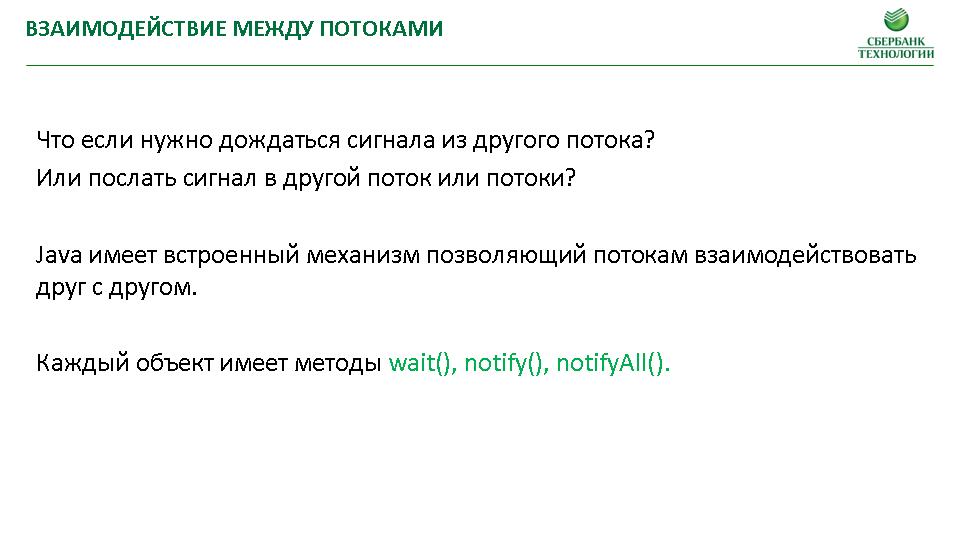 ВЗАИМОДЕЙСТВИЕ МЕЖДУ ПОТОКАМИ
СБЕРБАНК
ТЕХНОЛОГИИ
Что если нужно дождаться сигнала из другого потока?
Или послать сигнал в другой поток или потоки?
Java имеет встроенный механизм позволяющий потокам взаимодействовать
друг с другом.
Каждый объект имеет методы wait(), notify(), notifyAll().